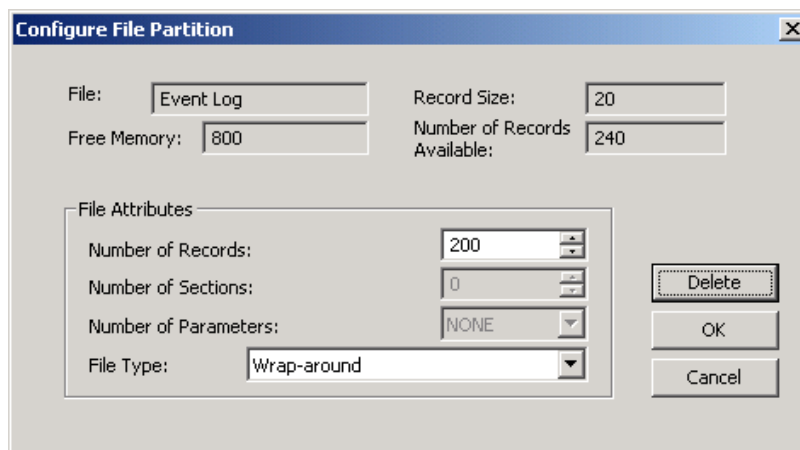 Configure File Partition
File: Event Log
Record Size: 20
Free Memory: 800
Number of Records Available: 240
File Attributes
Number of Records: 200
Number of Sections: 0
Number of Parameters: NONE
File Type: Wrap-around
Delete
OK
Cancel